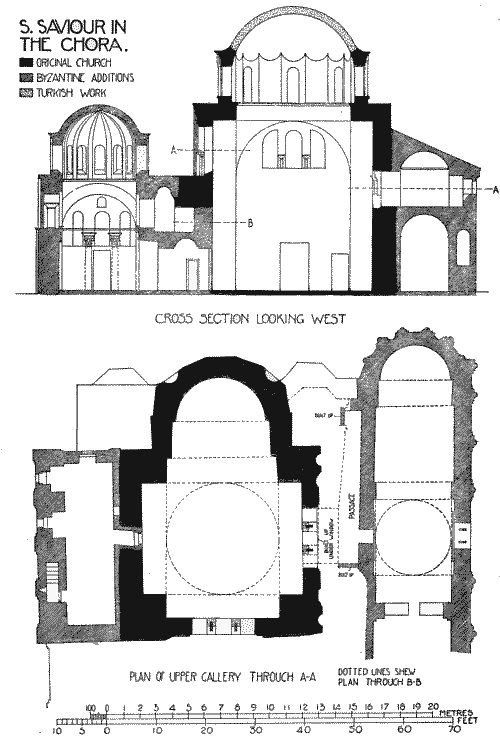 S. SAVIOUR IN
THE CHORA.
ORIGINAL CHURCH
BYZANTINE ADDITIONS
TURKISH WORK
A
A
B
CROSS SECTION LOOKING WEST
BUILT UP
PASSAGE
BUILT UP
UNDER WINDOW
BUILT UP
PLAN OF UPPER GALLERY THROUGH A-A
DOTTED LINES SHEW
PLAN THROUGH B-B
100 0 1 2 3 4 5 6 7 8 9 10 11 12 13 14 15 16 17 18 19 20 METRES
FEET
10 5 0 10 20 30 40 50 60 70